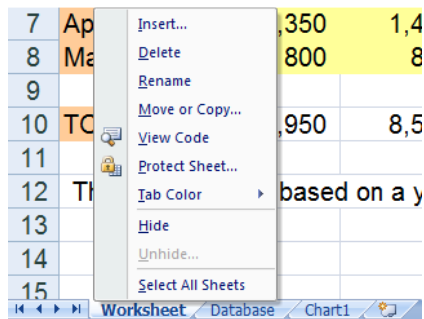 7 Ap Insert... ,350 1,4
8 Ma Delete 800 8
9 Rename
10 TO Move or Copy... ,950 8,5
View Code
11 Protect Sheet...
12 Th Tab Color based on a y
13 Hide
14 Unhide...
15 Select All Sheets
Worksheet Database Chart1